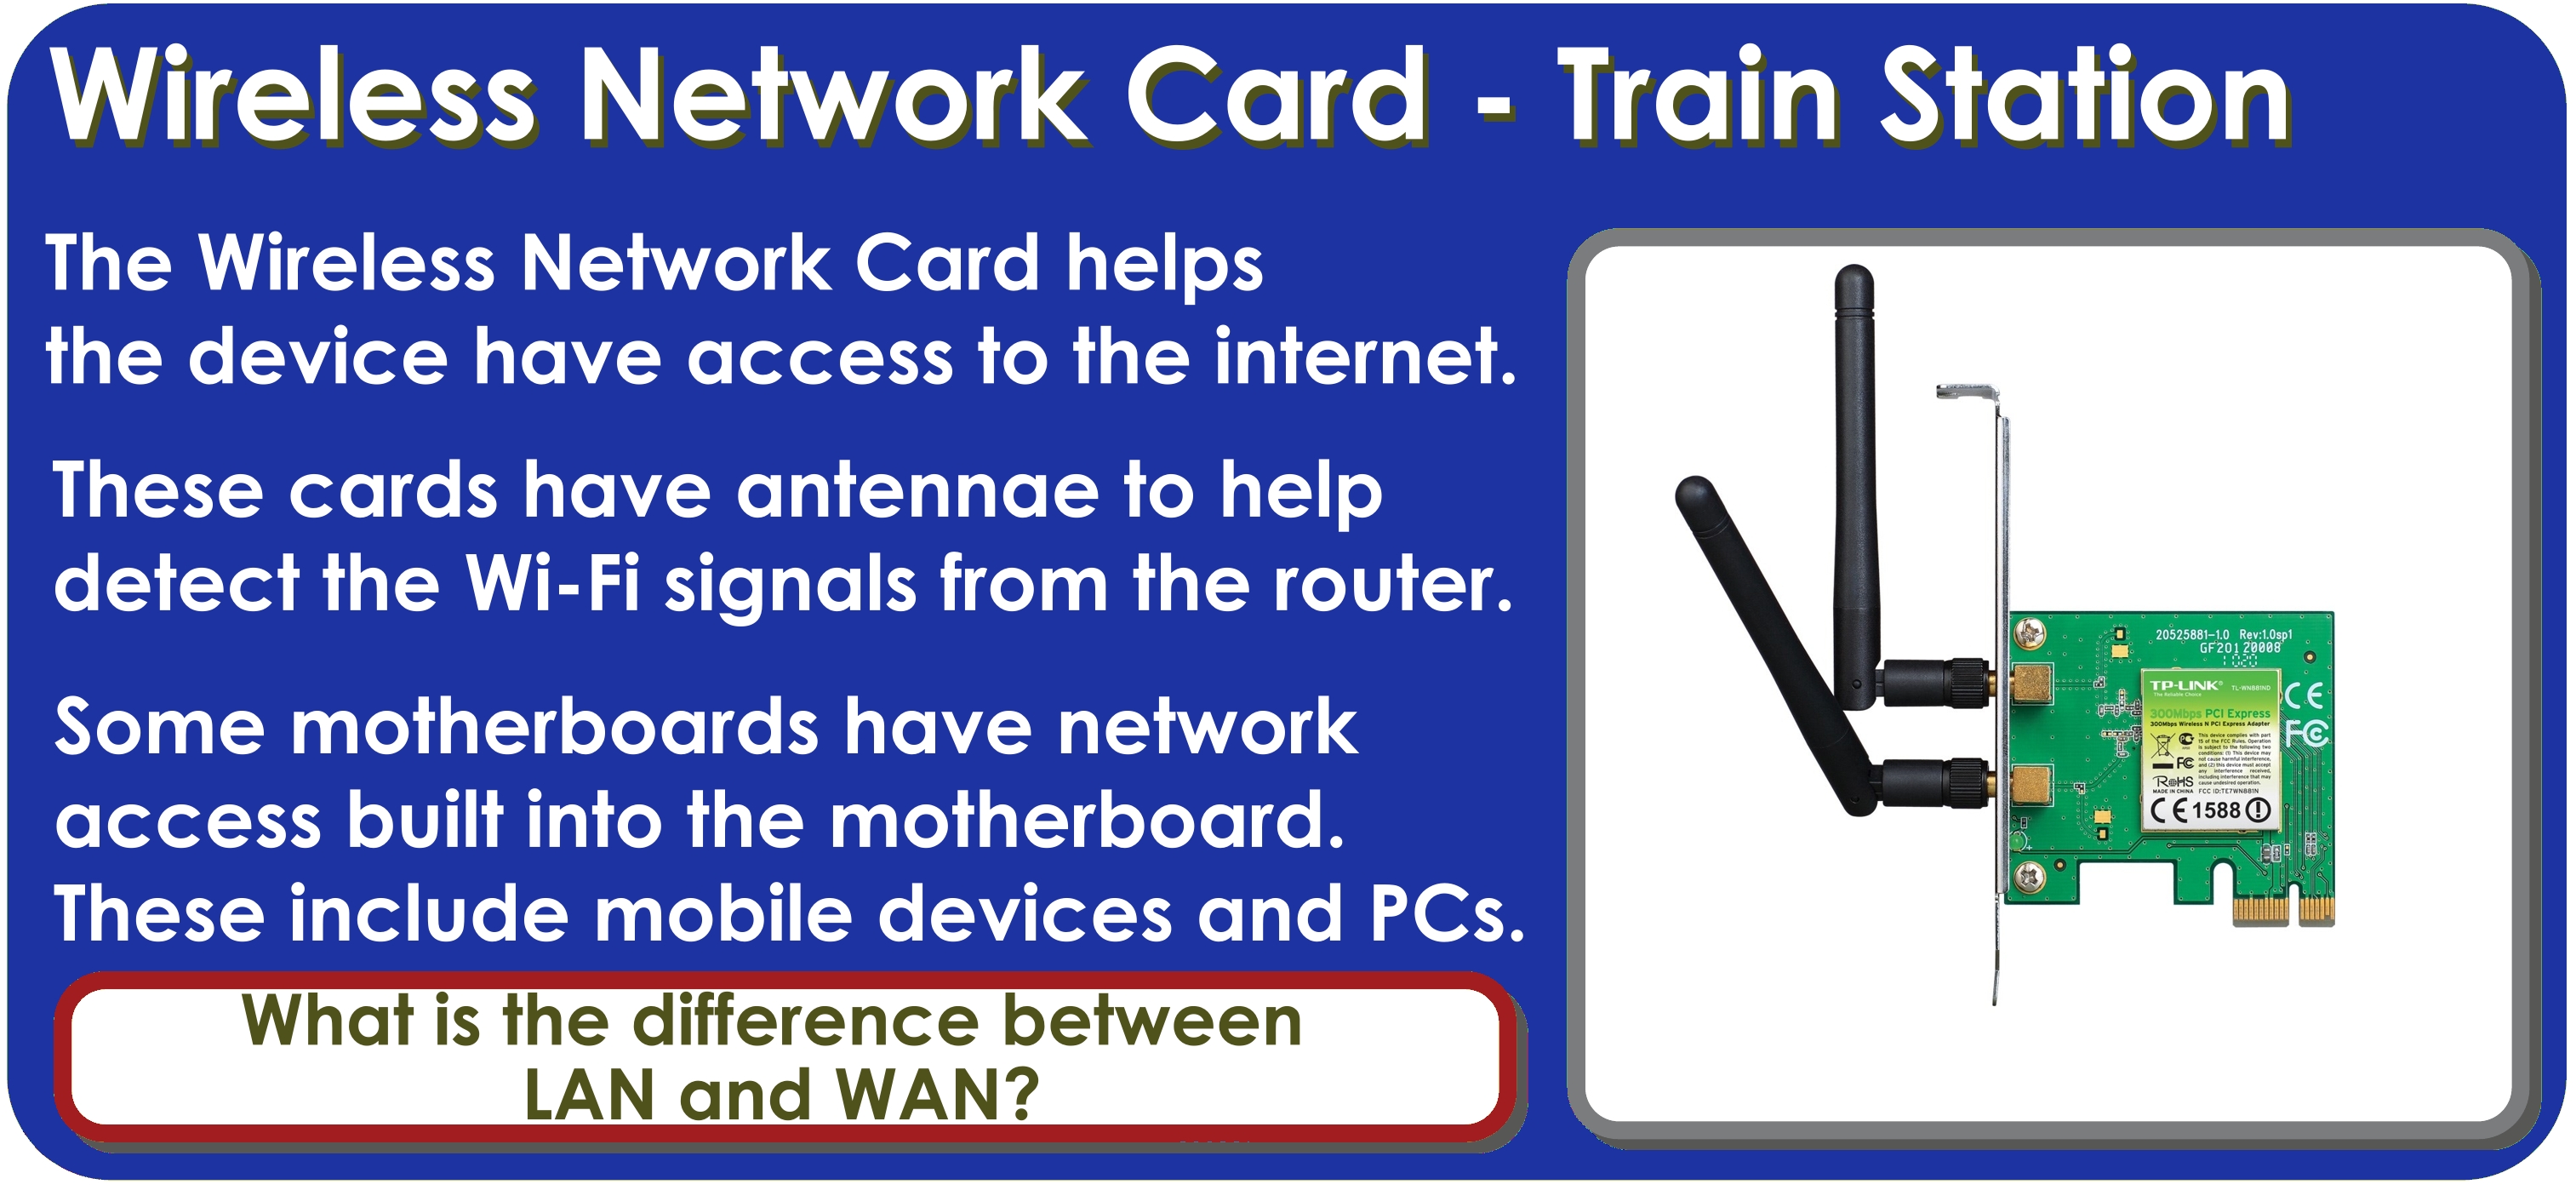 Wireless Network Card - Train Station
The Wireless Network Card helps
the device have access to the internet.
These cards have antennae to help
detect the Wi-Fi signals from the router.
Some motherboards have network
access built into the motherboard.
These include mobile devices and PCs.
What is the difference between
LAN and WAN?
20525881-1.0 Rev:1.0sp1
GF20120008
1020
TP-LINK® TL-WN881ND
The Reliable Choice
300Mbps PCI Express
300Mbps Wireless N PCI Express Adapter
This device complies with part
15 of the FCC Rules. Operation
is subject to the following two
conditions: (1) This device may
not cause harmful interference,
and (2) this device must accept
any interference received,
including interference that may
cause undesired operation.
FC
RoHS
MADE IN CHINA FCC ID:TE7WN881N
CE 1588
CE
FC